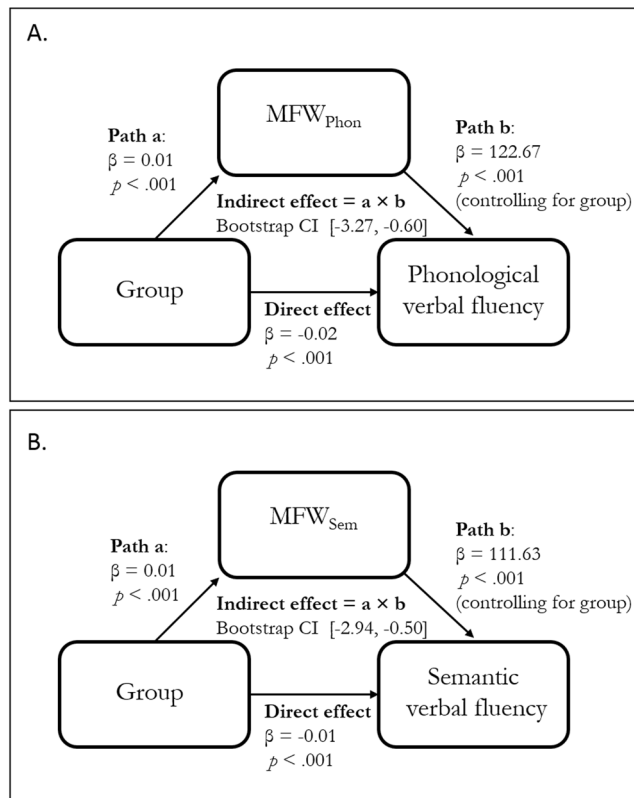 A.
MFWPhon
Path a:
β = 0.01
p < .001
Path b:
β = 122.67
p < .001
(controlling for group)
Indirect effect = a × b
Bootstrap CI [-3.27, -0.60]
Group
Phonological
verbal fluency
Direct effect
β = -0.02
p < .001
B.
MFWSem
Path a:
β = 0.01
p < .001
Path b:
β = 111.63
p < .001
(controlling for group)
Indirect effect = a × b
Bootstrap CI [-2.94, -0.50]
Group
Semantic
verbal fluency
Direct effect
β = -0.01
p < .001